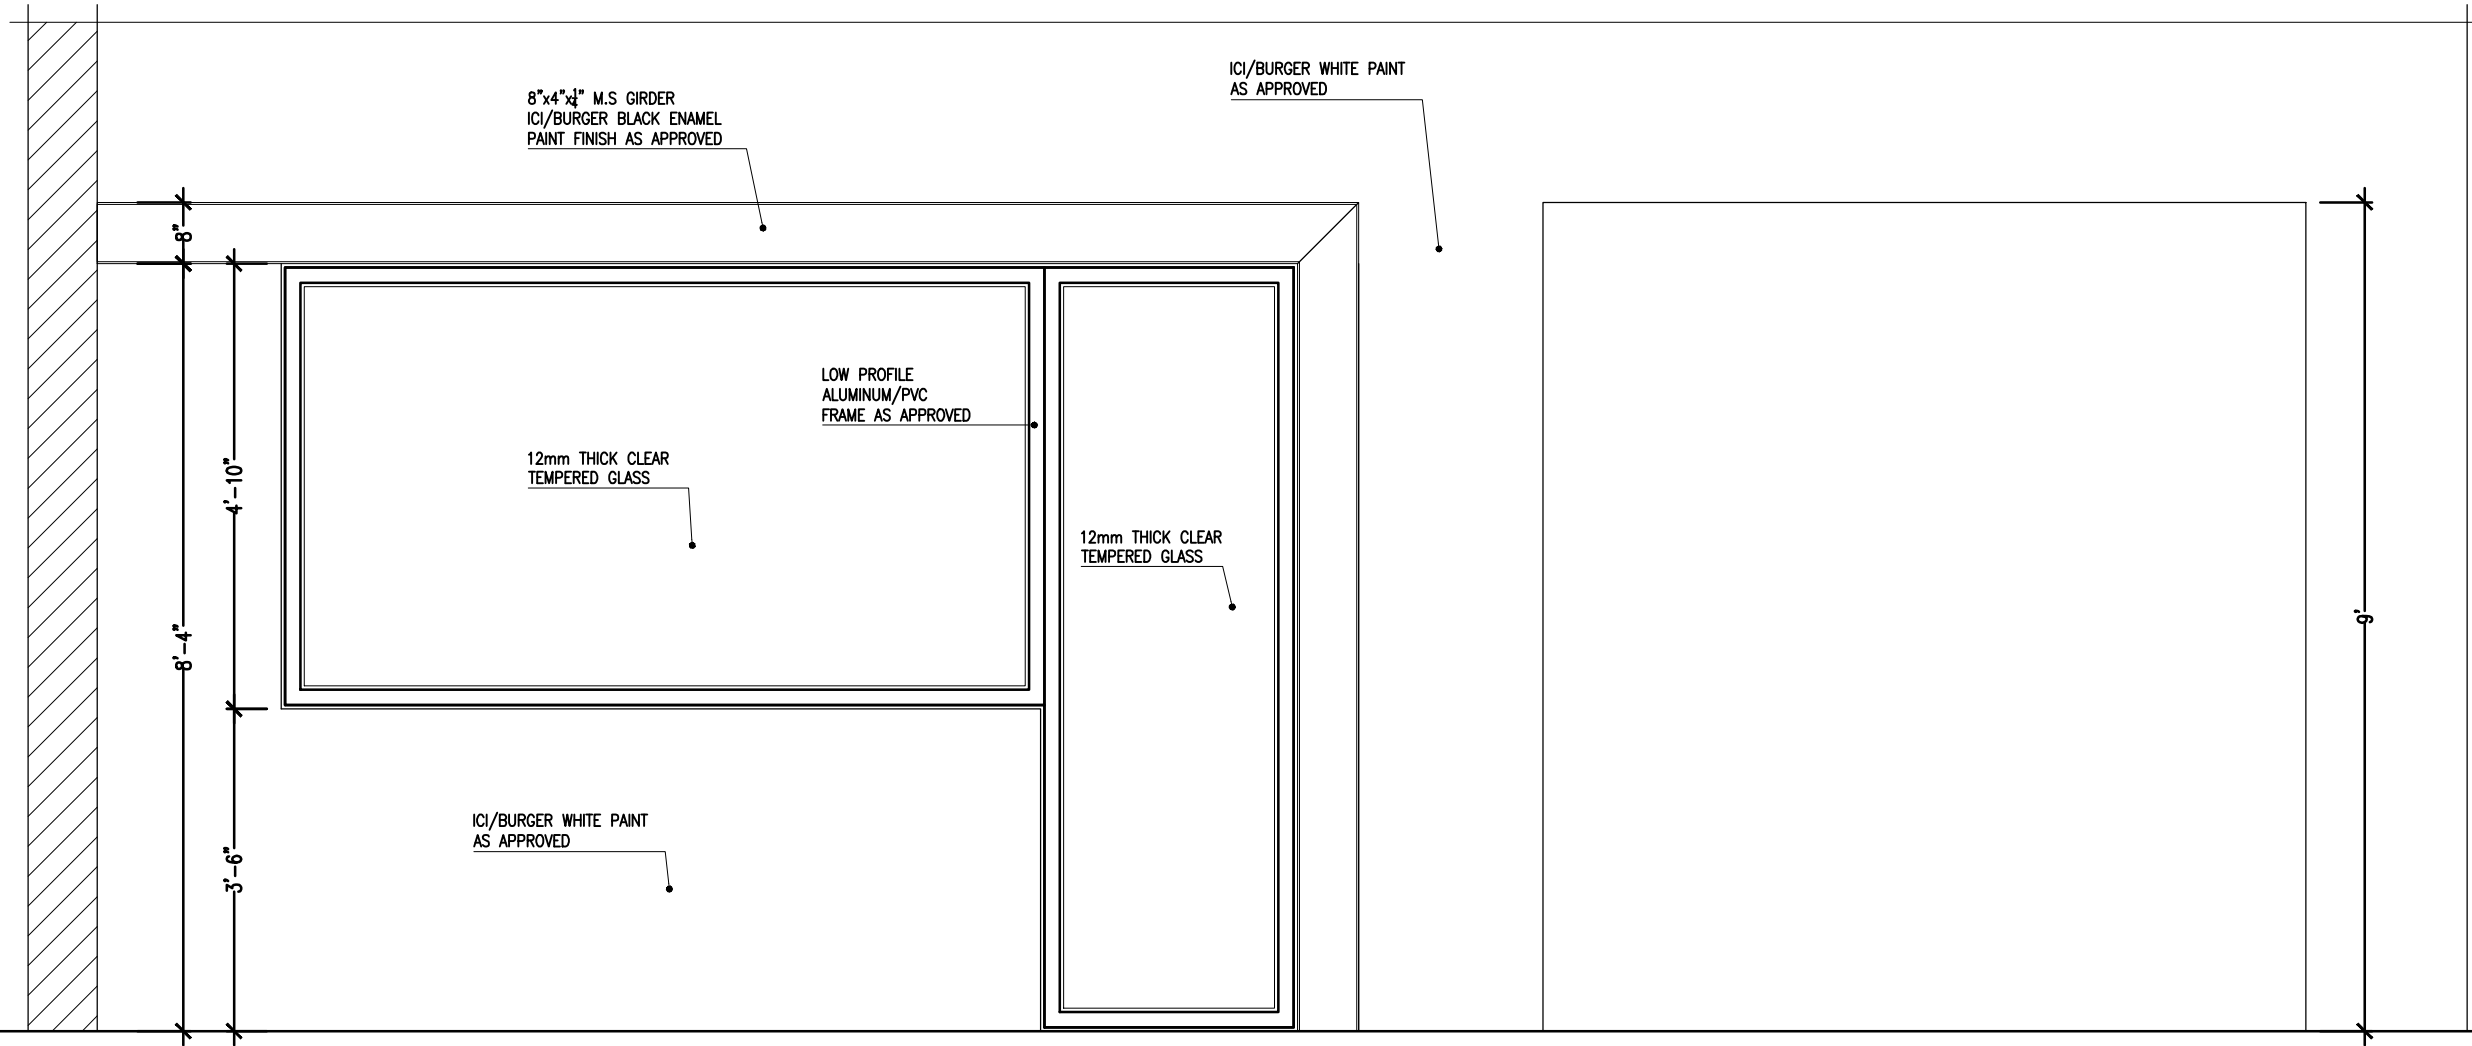 ICI/BURGER WHITE PAINT
AS APPROVED
8"x4"x¼" M.S GIRDER
ICI/BURGER BLACK ENAMEL
PAINT FINISH AS APPROVED
8"
LOW PROFILE
ALUMINUM/PVC
FRAME AS APPROVED
12mm THICK CLEAR
TEMPERED GLASS
4'-10"
12mm THICK CLEAR
TEMPERED GLASS
8'-4"
9'
ICI/BURGER WHITE PAINT
AS APPROVED
3'-6"